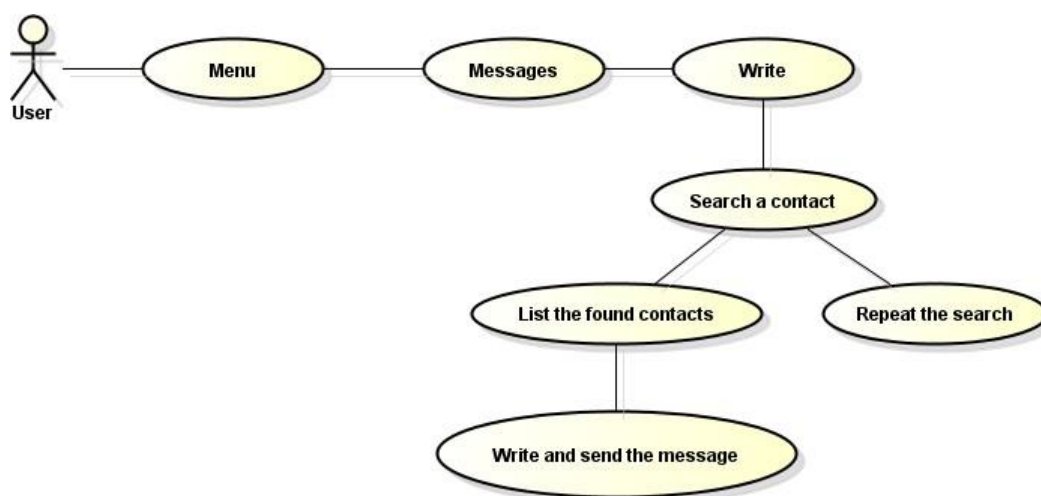 Menu
Messages
Write
User
Search a contact
List the found contacts
Repeat the search
Write and send the message